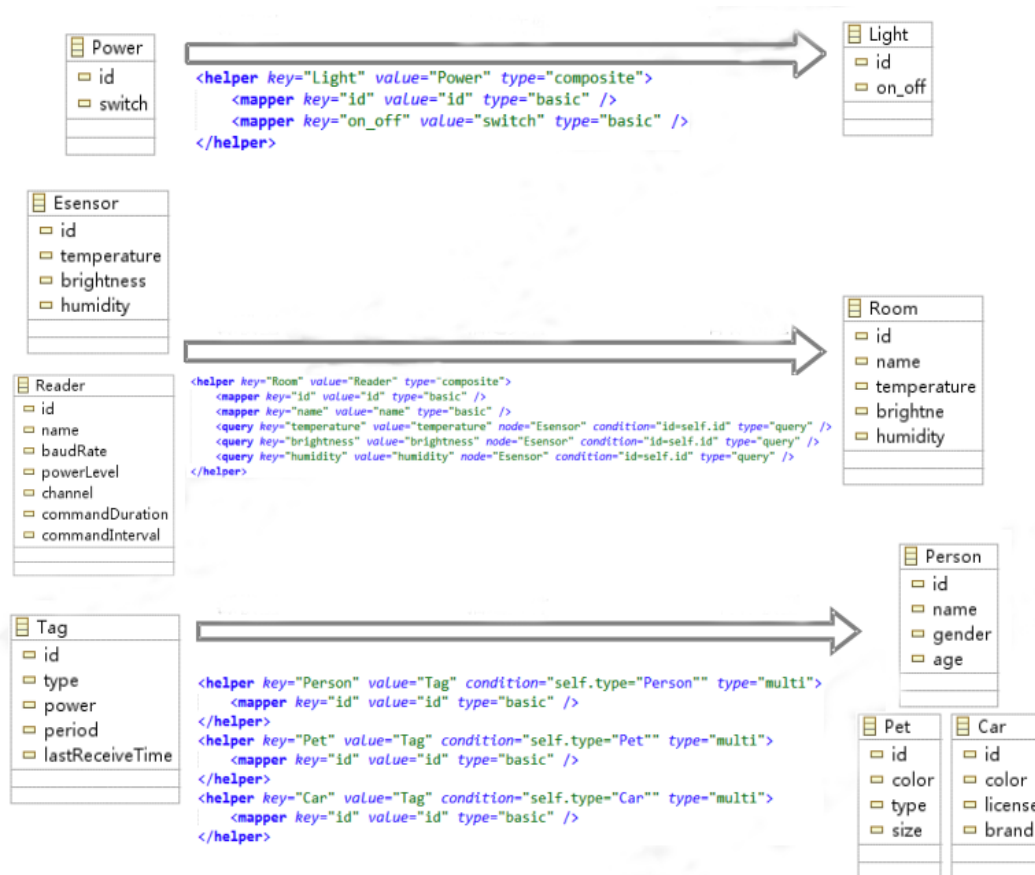 Power
id
switch
<helper key="Light" value="Power" type="composite">
<mapper key="id" value="id" type="basic" />
<mapper key="on_off" value="switch" type="basic" />
</helper>
Light
id
on_off
Esensor
id
temperature
brightness
humidity
Reader
id
name
baudRate
powerLevel
channel
commandDuration
commandInterval
<helper key="Room" value="Reader" type="composite">
<mapper key="id" value="id" type="basic" />
<mapper key="name" value="name" type="basic" />
<query key="temperature" value="temperature" node="Esensor" condition="id=self.id" type="query" />
<query key="brightness" value="brightness" node="Esensor" condition="id=self.id" type="query" />
<query key="humidity" value="humidity" node="Esensor" condition="id=self.id" type="query" />
</helper>
Room
id
name
temperature
brightne
humidity
Tag
id
type
power
period
lastReceiveTime
<helper key="Person" value="Tag" condition="self.type="Person"" type="multi">
<mapper key="id" value="id" type="basic" />
</helper>
<helper key="Pet" value="Tag" condition="self.type="Pet"" type="multi">
<mapper key="id" value="id" type="basic" />
</helper>
<helper key="Car" value="Tag" condition="self.type="Car"" type="multi">
<mapper key="id" value="id" type="basic" />
</helper>
Person
id
name
gender
age
Pet
id
color
type
size
Car
id
color
license
brand